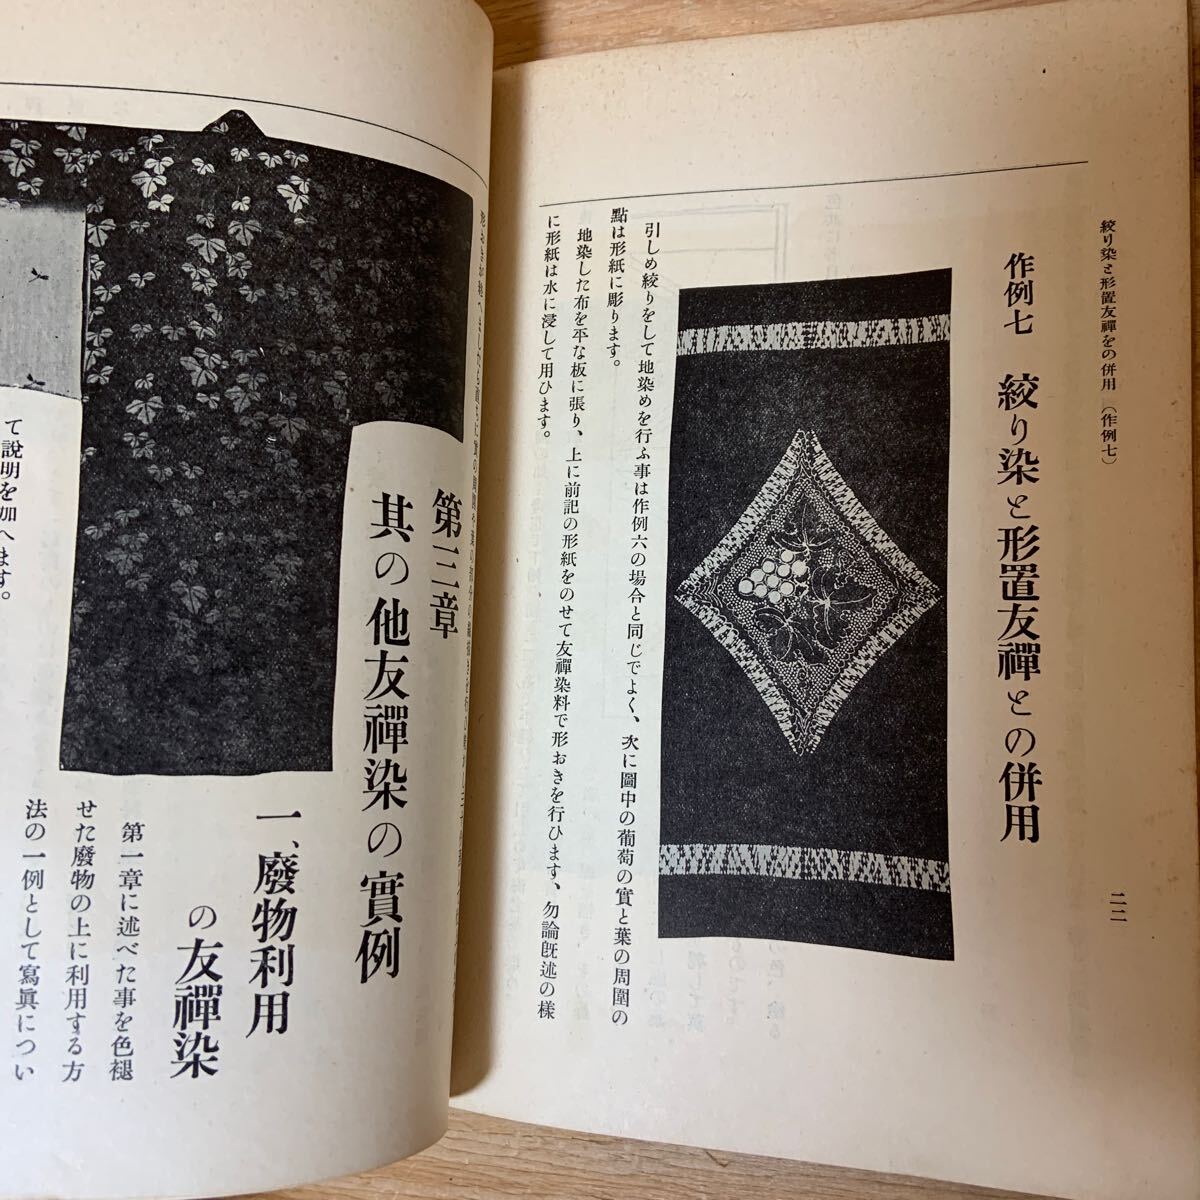 絞り染と形置友禪をの併用（作例七）
二二
作例七 絞り染と形置友禪との併用
引しめ絞りをして地染めを行ふ事は作例六の場合と同じでよく、次に圖中の葡萄の實と葉の周圍の
點は形紙に彫ります。
地染した布を平な板に張り、上に前記の形紙をのせて友禪染料で形おきを行ひます、勿論既述の樣
に形紙は水に浸して用ひます。
第三章
其の他友禪染の實例
一、廢物利用
の友禪染
第一章に述べた事を色褪
せた廢物の上に利用する方
法の一例として寫眞につい
て說明を加へます。